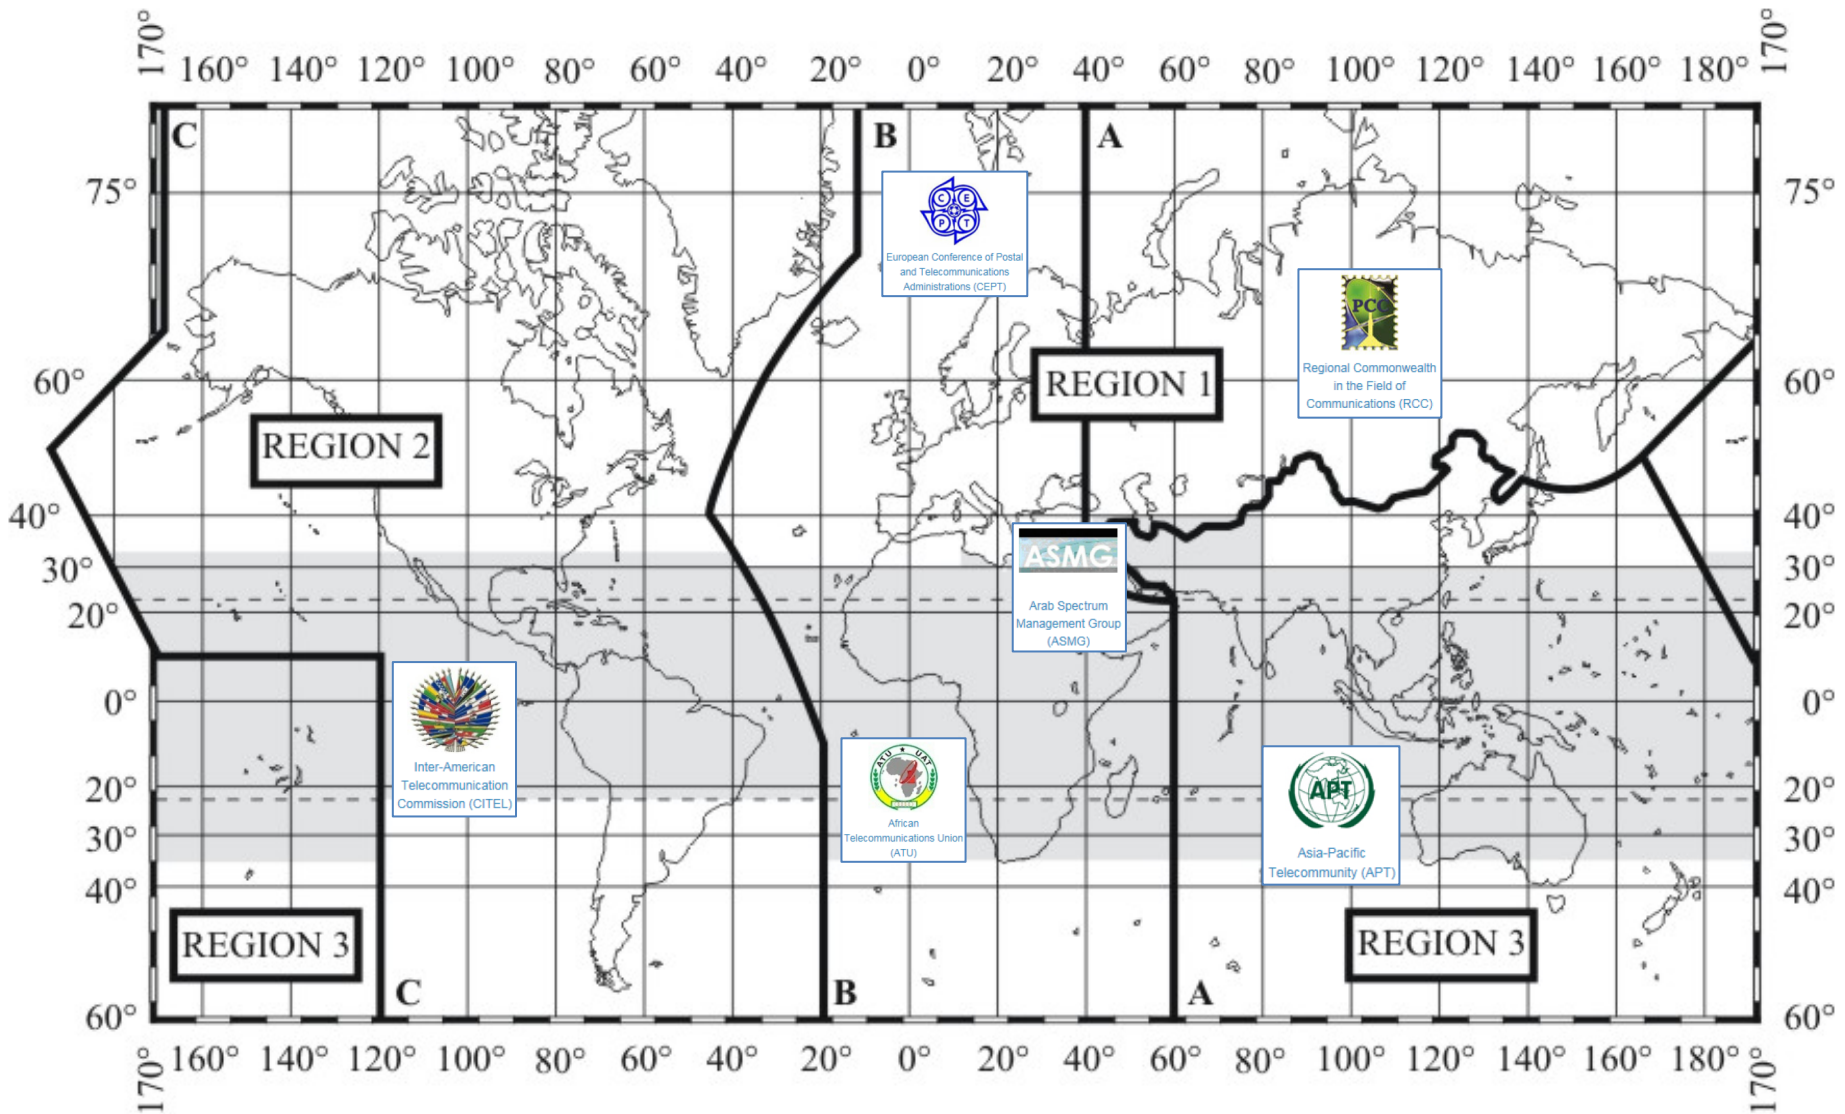 170°
160° 140° 120° 100° 80° 60° 40° 20° 0° 20° 40° 60° 80° 100° 120° 140° 160° 180°
170°
C
B
A
75°
75°
C E
P T
European Conference of Postal
and Telecommunications
Administrations (CEPT)
PCC
Regional Commonwealth
in the Field of
Communications (RCC)
60°
REGION 1
60°
REGION 2
40°
40°
ASMG
Arab Spectrum
Management Group
(ASMG)
30°
30°
20°
20°
0°
0°
Inter-American
Telecommunication
Commission (CITEL)
ATU ★ UAT
African
Telecommunications Union
(ATU)
APT
Asia-Pacific
Telecommunity (APT)
20°
20°
30°
30°
40°
40°
REGION 3
REGION 3
C
B
A
60°
60°
170°
160° 140° 120° 100° 80° 60° 40° 20° 0° 20° 40° 60° 80° 100° 120° 140° 160° 180°
170°